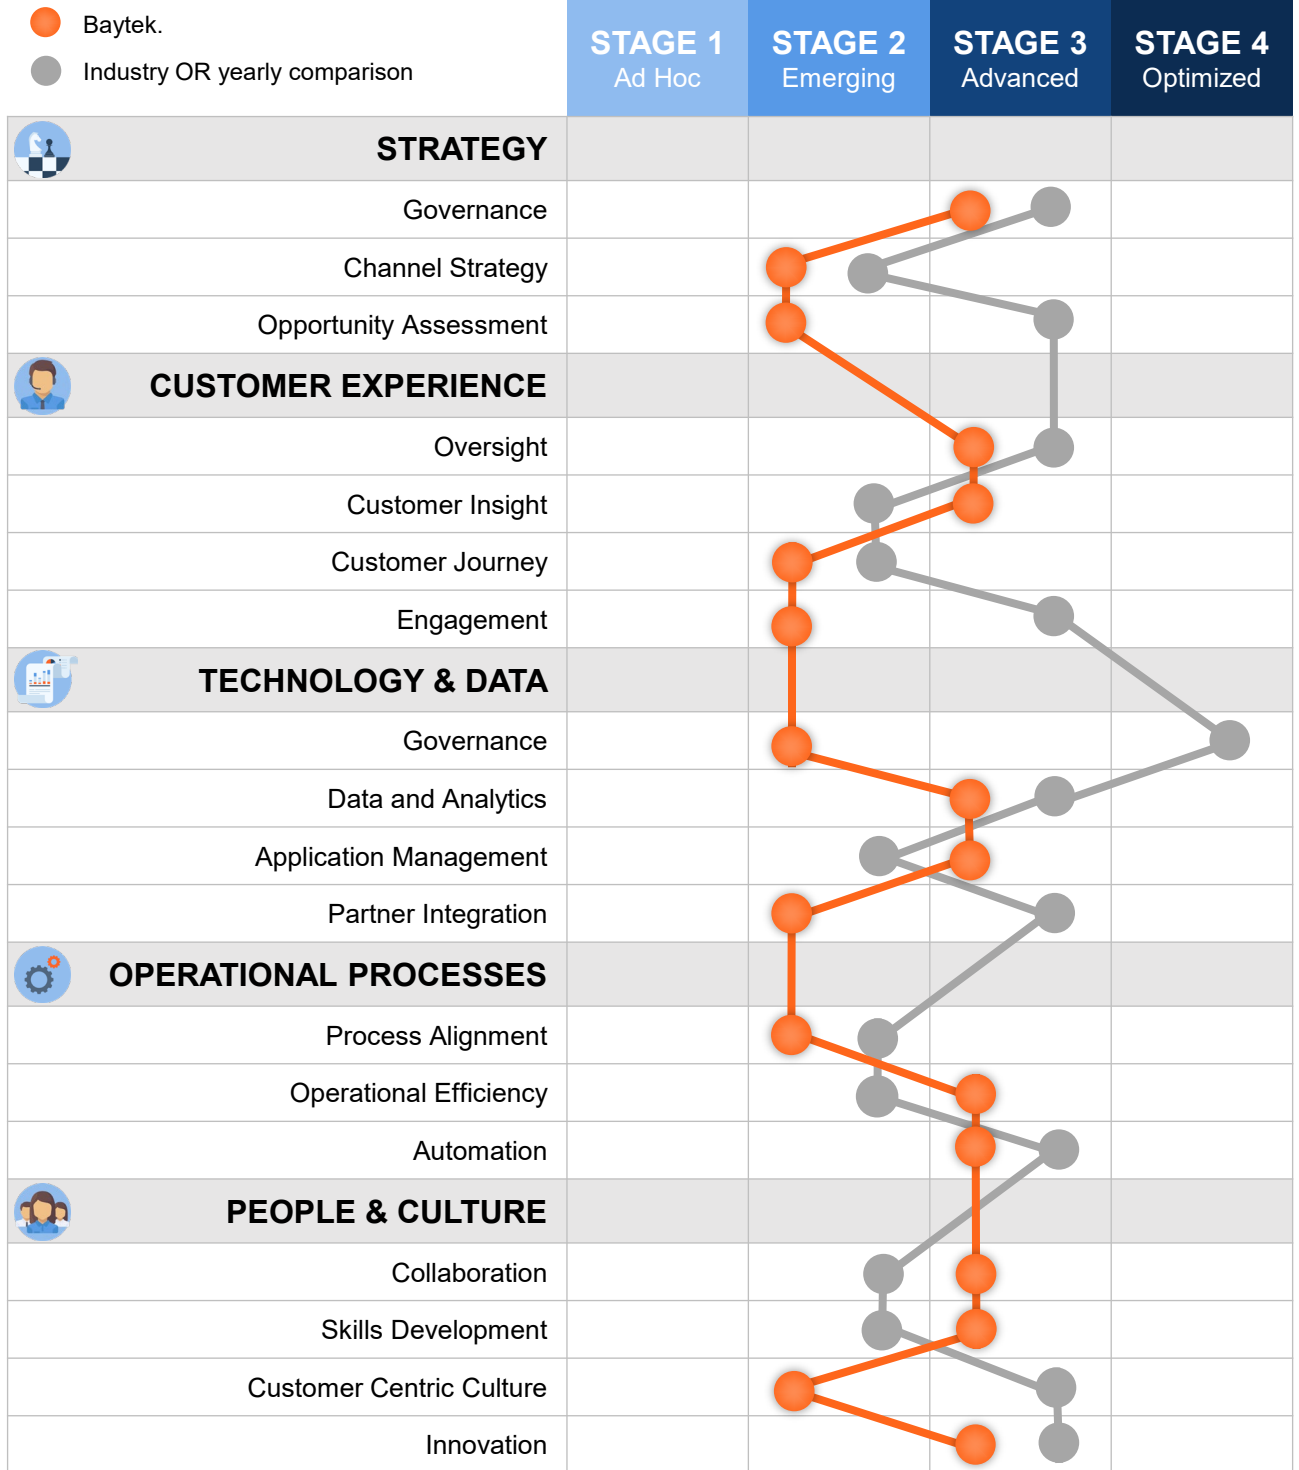 Baytek.
Industry OR yearly comparison
STAGE 1
Ad Hoc
STAGE 2
Emerging
STAGE 3
Advanced
STAGE 4
Optimized
STRATEGY
Governance
Channel Strategy
Opportunity Assessment
CUSTOMER EXPERIENCE
Oversight
Customer Insight
Customer Journey
Engagement
TECHNOLOGY & DATA
Governance
Data and Analytics
Application Management
Partner Integration
OPERATIONAL PROCESSES
Process Alignment
Operational Efficiency
Automation
PEOPLE & CULTURE
Collaboration
Skills Development
Customer Centric Culture
Innovation